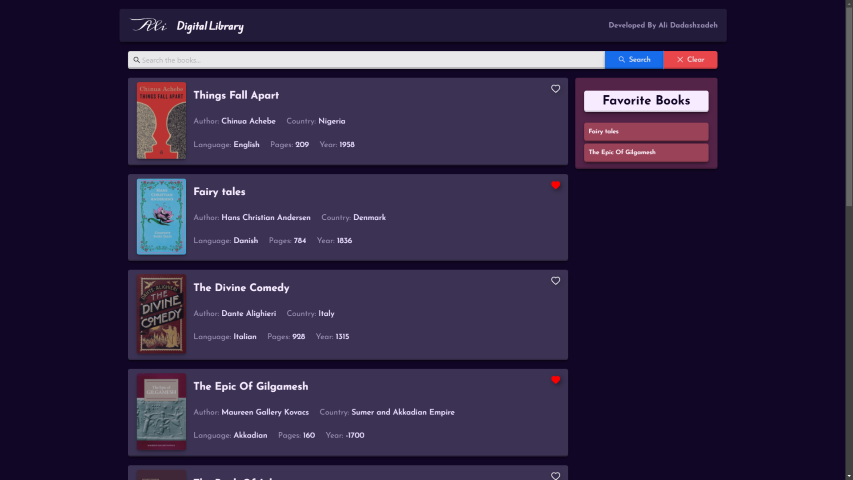 Ali Digital Library
Developed By Ali Dadashzadeh
Search the books...
Search
Clear
Chinua Achebe
THINGS FALL APART
Things Fall Apart
Author: Chinua Achebe Country: Nigeria
Language: English Pages: 209 Year: 1958
Favorite Books
Fairy tales
The Epic Of Gilgamesh
Fairy tales
Author: Hans Christian Andersen Country: Denmark
Language: Danish Pages: 784 Year: 1836
DANTE ALIGHIERI
THE
DIVINE
COMEDY
The Divine Comedy
Author: Dante Alighieri Country: Italy
Language: Italian Pages: 928 Year: 1315
GILGAMESH
The Epic Of Gilgamesh
Author: Maureen Gallery Kovacs Country: Sumer and Akkadian Empire
Language: Akkadian Pages: 160 Year: -1700